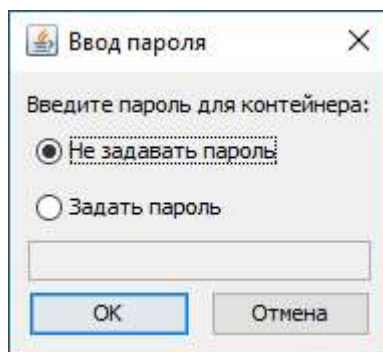 Ввод пароля
Введите пароль для контейнера:
Не задавать пароль
Задать пароль
OK
Отмена